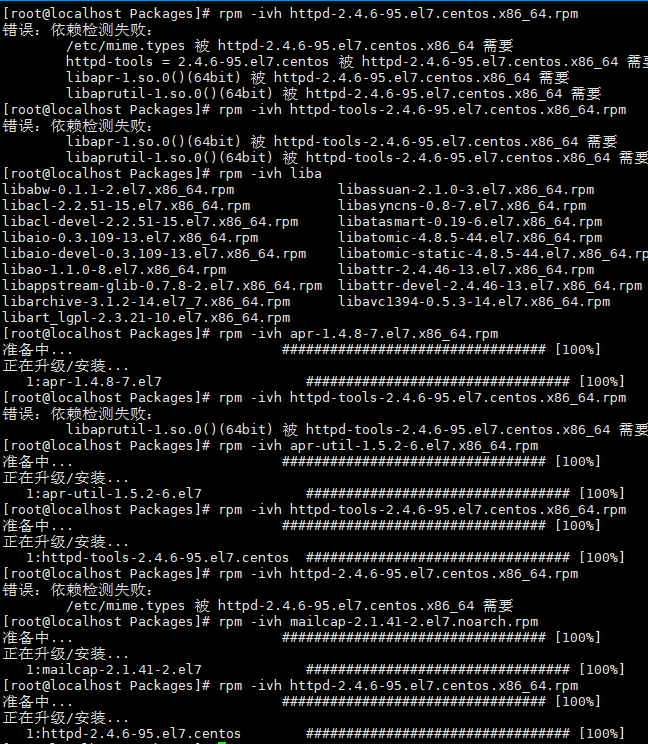 [root@localhost Packages]# rpm -ivh httpd-2.4.6-95.el7.centos.x86_64.rpm
错误：依赖检测失败：
/etc/mime.types 被 httpd-2.4.6-95.el7.centos.x86_64 需要
httpd-tools = 2.4.6-95.el7.centos 被 httpd-2.4.6-95.el7.centos.x86_64 需要
libapr-1.so.0()(64bit) 被 httpd-2.4.6-95.el7.centos.x86_64 需要
libaprutil-1.so.0()(64bit) 被 httpd-2.4.6-95.el7.centos.x86_64 需要
[root@localhost Packages]# rpm -ivh httpd-tools-2.4.6-95.el7.centos.x86_64.rpm
错误：依赖检测失败：
libapr-1.so.0()(64bit) 被 httpd-tools-2.4.6-95.el7.centos.x86_64 需要
libaprutil-1.so.0()(64bit) 被 httpd-tools-2.4.6-95.el7.centos.x86_64 需要
[root@localhost Packages]# rpm -ivh liba
libabw-0.1.1-2.el7.x86_64.rpm libassuan-2.1.0-3.el7.x86_64.rpm
libacl-2.2.51-15.el7.x86_64.rpm libasyncns-0.8-7.el7.x86_64.rpm
libacl-devel-2.2.51-15.el7.x86_64.rpm libatasmart-0.19-6.el7.x86_64.rpm
libaio-0.3.109-13.el7.x86_64.rpm libatomic-4.8.5-44.el7.x86_64.rpm
libaio-devel-0.3.109-13.el7.x86_64.rpm libatomic-static-4.8.5-44.el7.x86_64.rp
libao-1.1.0-8.el7.x86_64.rpm libattr-2.4.46-13.el7.x86_64.rpm
libappstream-glib-0.7.8-2.el7.x86_64.rpm libattr-devel-2.4.46-13.el7.x86_64.rpm
libarchive-3.1.2-14.el7_7.x86_64.rpm libavc1394-0.5.3-14.el7.x86_64.rpm
libart_lgpl-2.3.21-10.el7.x86_64.rpm
[root@localhost Packages]# rpm -ivh apr-1.4.8-7.el7.x86_64.rpm
准备中... ################################# [100%]
正在升级/安装...
1:apr-1.4.8-7.el7 ################################# [100%]
[root@localhost Packages]# rpm -ivh httpd-tools-2.4.6-95.el7.centos.x86_64.rpm
错误：依赖检测失败：
libaprutil-1.so.0()(64bit) 被 httpd-tools-2.4.6-95.el7.centos.x86_64 需要
[root@localhost Packages]# rpm -ivh apr-util-1.5.2-6.el7.x86_64.rpm
准备中... ################################# [100%]
正在升级/安装...
1:apr-util-1.5.2-6.el7 ################################# [100%]
[root@localhost Packages]# rpm -ivh httpd-tools-2.4.6-95.el7.centos.x86_64.rpm
准备中... ################################# [100%]
正在升级/安装...
1:httpd-tools-2.4.6-95.el7.centos ################################# [100%]
[root@localhost Packages]# rpm -ivh httpd-2.4.6-95.el7.centos.x86_64.rpm
错误：依赖检测失败：
/etc/mime.types 被 httpd-2.4.6-95.el7.centos.x86_64 需要
[root@localhost Packages]# rpm -ivh mailcap-2.1.41-2.el7.noarch.rpm
准备中... ################################# [100%]
正在升级/安装...
1:mailcap-2.1.41-2.el7 ################################# [100%]
[root@localhost Packages]# rpm -ivh httpd-2.4.6-95.el7.centos.x86_64.rpm
准备中... ################################# [100%]
正在升级/安装...
1:httpd-2.4.6-95.el7.centos ################################# [100%]